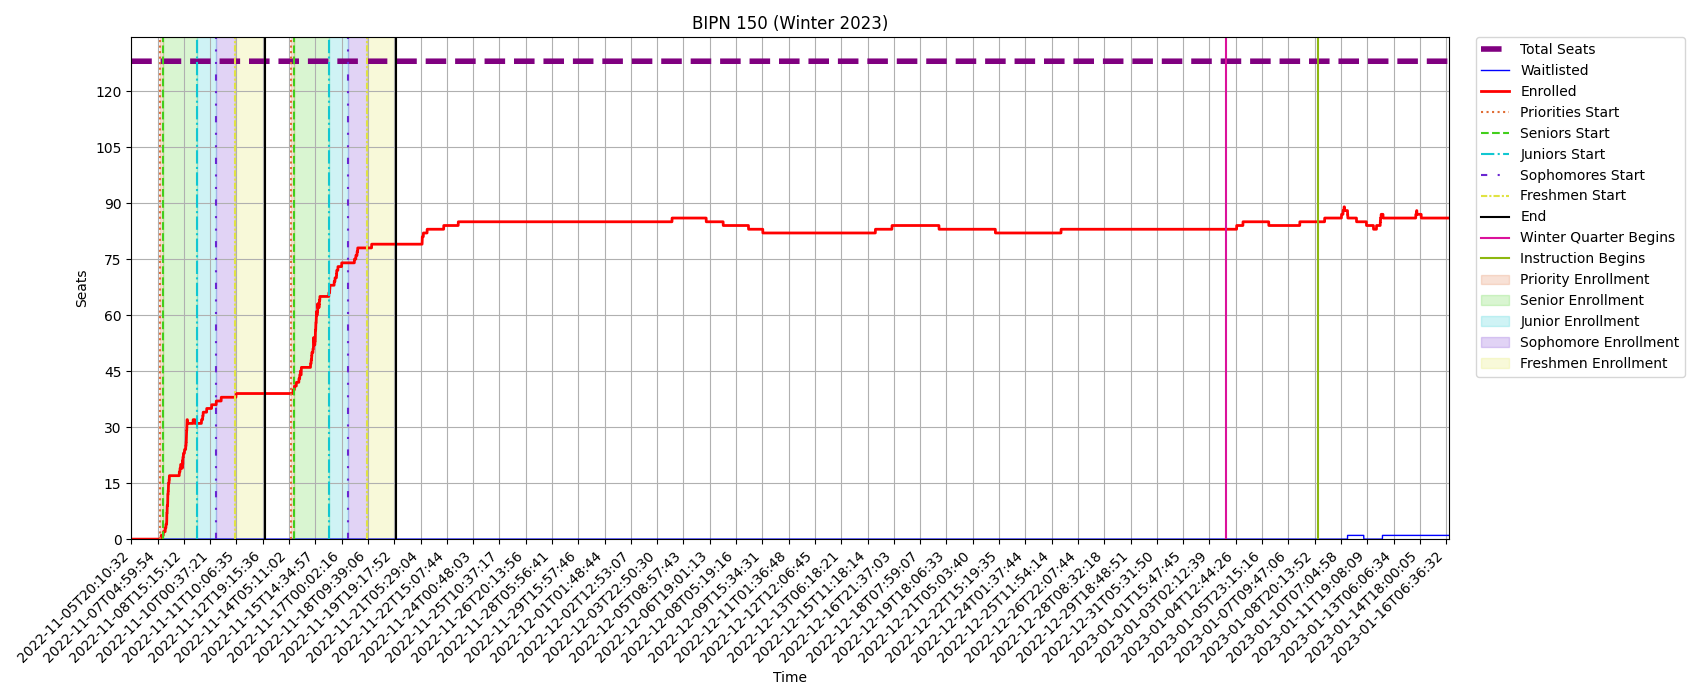 BIPN 150 (Winter 2023)
Seats
120
105
90
75
60
45
30
15
0
2022-11-05T20:10:32
2022-11-07T04:59:54
2022-11-08T15:15:12
2022-11-10T00:37:21
2022-11-11T10:06:35
2022-11-12T19:15:36
2022-11-14T05:11:02
2022-11-15T14:34:57
2022-11-17T00:02:16
2022-11-18T09:39:06
2022-11-19T19:17:52
2022-11-21T05:29:04
2022-11-22T15:07:44
2022-11-24T00:48:03
2022-11-25T10:37:17
2022-11-26T20:13:56
2022-11-28T05:56:41
2022-11-29T15:57:46
2022-12-01T01:48:44
2022-12-02T12:53:07
2022-12-03T22:50:30
2022-12-05T08:57:43
2022-12-06T19:01:13
2022-12-08T05:19:16
2022-12-09T15:34:31
2022-12-11T01:36:48
2022-12-12T12:06:45
2022-12-13T06:18:21
2022-12-15T11:18:14
2022-12-16T21:37:03
2022-12-18T07:59:07
2022-12-19T18:06:33
2022-12-21T05:03:40
2022-12-22T15:19:35
2022-12-24T01:37:44
2022-12-25T11:54:14
2022-12-26T22:07:44
2022-12-28T08:32:18
2022-12-29T18:48:51
2022-12-31T05:31:50
2023-01-01T15:47:45
2023-01-03T02:12:39
2023-01-04T12:44:26
2023-01-05T23:15:16
2023-01-07T09:47:06
2023-01-08T20:13:52
2023-01-10T07:04:58
2023-01-11T19:08:09
2023-01-13T06:06:34
2023-01-14T18:00:05
2023-01-16T06:36:32
Time
Total Seats
Waitlisted
Enrolled
Priorities Start
Seniors Start
Juniors Start
Sophomores Start
Freshmen Start
End
Winter Quarter Begins
Instruction Begins
Priority Enrollment
Senior Enrollment
Junior Enrollment
Sophomore Enrollment
Freshmen Enrollment